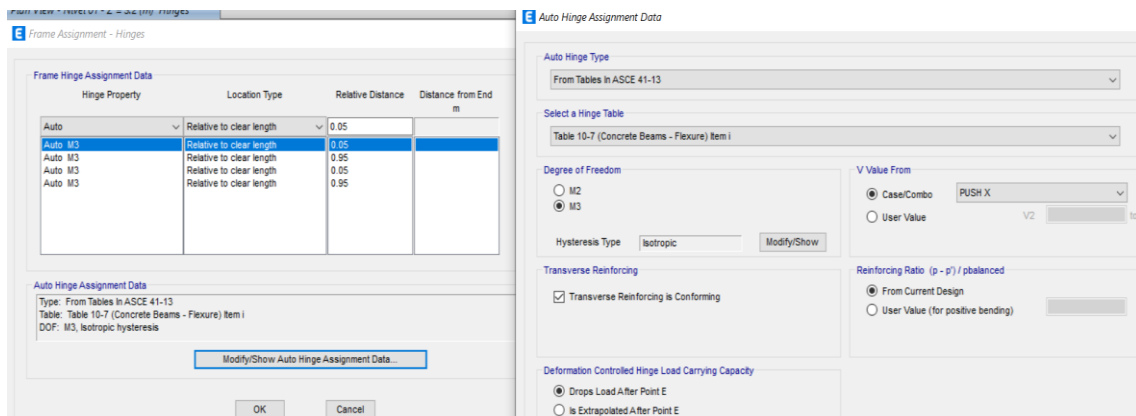 Plan View - Nivel 01 - Z = 3.2 (m) Hinges
E Frame Assignment - Hinges
Frame Hinge Assignment Data
Hinge Property Location Type Relative Distance Distance from End
m
Auto Relative to clear length 0.05
Auto M3 Relative to clear length 0.05
Auto M3 Relative to clear length 0.95
Auto M3 Relative to clear length 0.05
Auto M3 Relative to clear length 0.95
Auto Hinge Assignment Data
Type: From Tables In ASCE 41-13
Table: Table 10-7 (Concrete Beams - Flexure) Item i
DOF: M3, Isotropic hysteresis
Modify/Show Auto Hinge Assignment Data...
OK Cancel
E Auto Hinge Assignment Data
Auto Hinge Type
From Tables In ASCE 41-13
Select a Hinge Table
Table 10-7 (Concrete Beams - Flexure) Item i
Degree of Freedom
M2
M3
Hysteresis Type Isotropic Modify/Show
V Value From
Case/Combo PUSH X
User Value V2
Transverse Reinforcing
Transverse Reinforcing is Conforming
Reinforcing Ratio (p - p') / pbalanced
From Current Design
User Value (for positive bending)
Deformation Controlled Hinge Load Carrying Capacity
Drops Load After Point E
Is Extrapolated After Point E